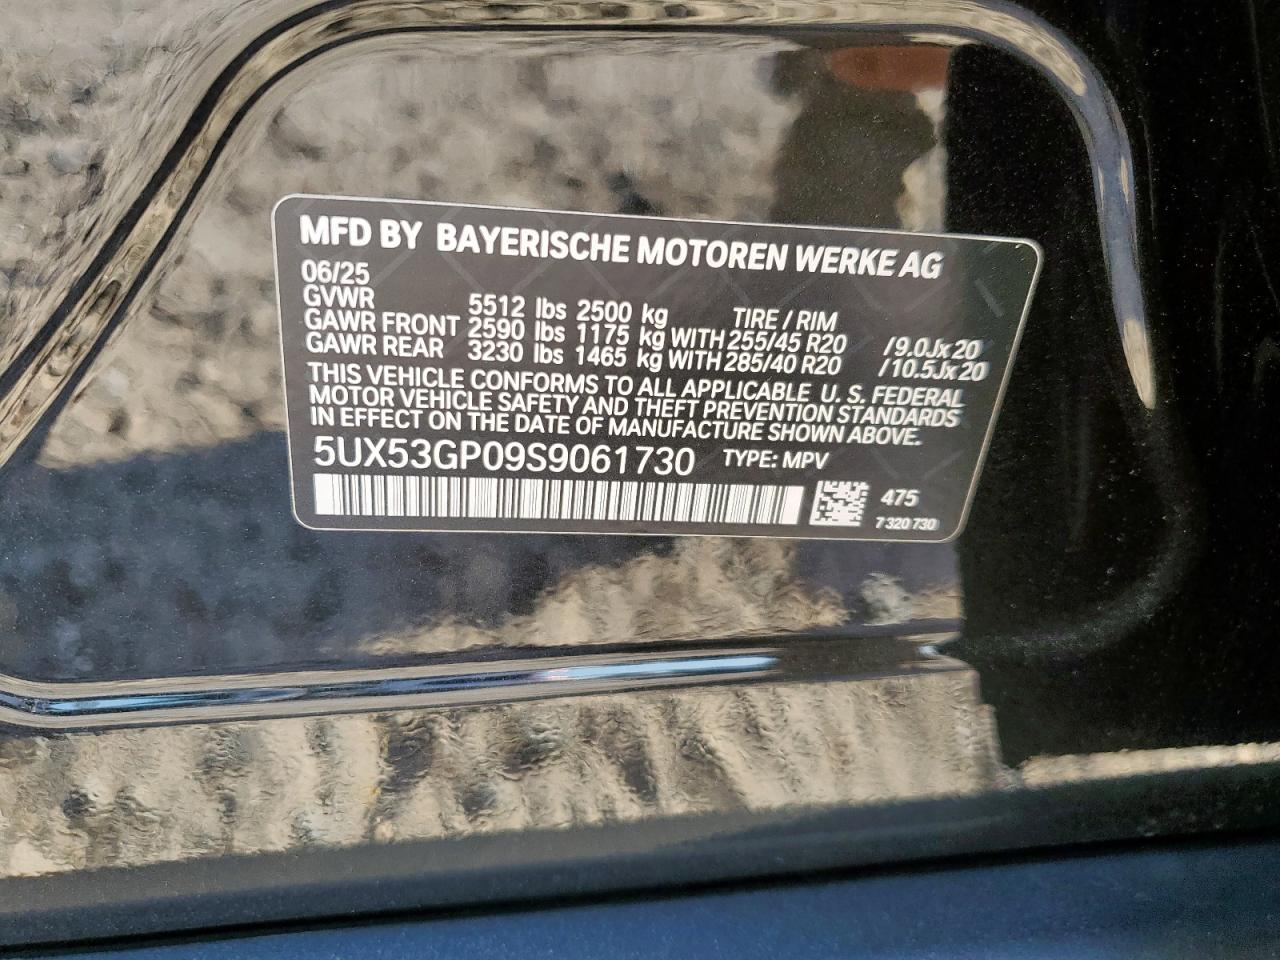 MFD BY BAYERISCHE MOTOREN WERKE AG
06/25
GVWR 5512 lbs 2500 kg TIRE / RIM
GAWR FRONT 2590 lbs 1175 kg WITH 255/45 R20 /9.0Jx20
GAWR REAR 3230 lbs 1465 kg WITH 285/40 R20 /10.5Jx20
THIS VEHICLE CONFORMS TO ALL APPLICABLE U. S. FEDERAL
MOTOR VEHICLE SAFETY AND THEFT PREVENTION STANDARDS
IN EFFECT ON THE DATE OF MANUFACTURE SHOWN ABOVE.
5UX53GP09S9061730 TYPE: MPV
475
7 320 730